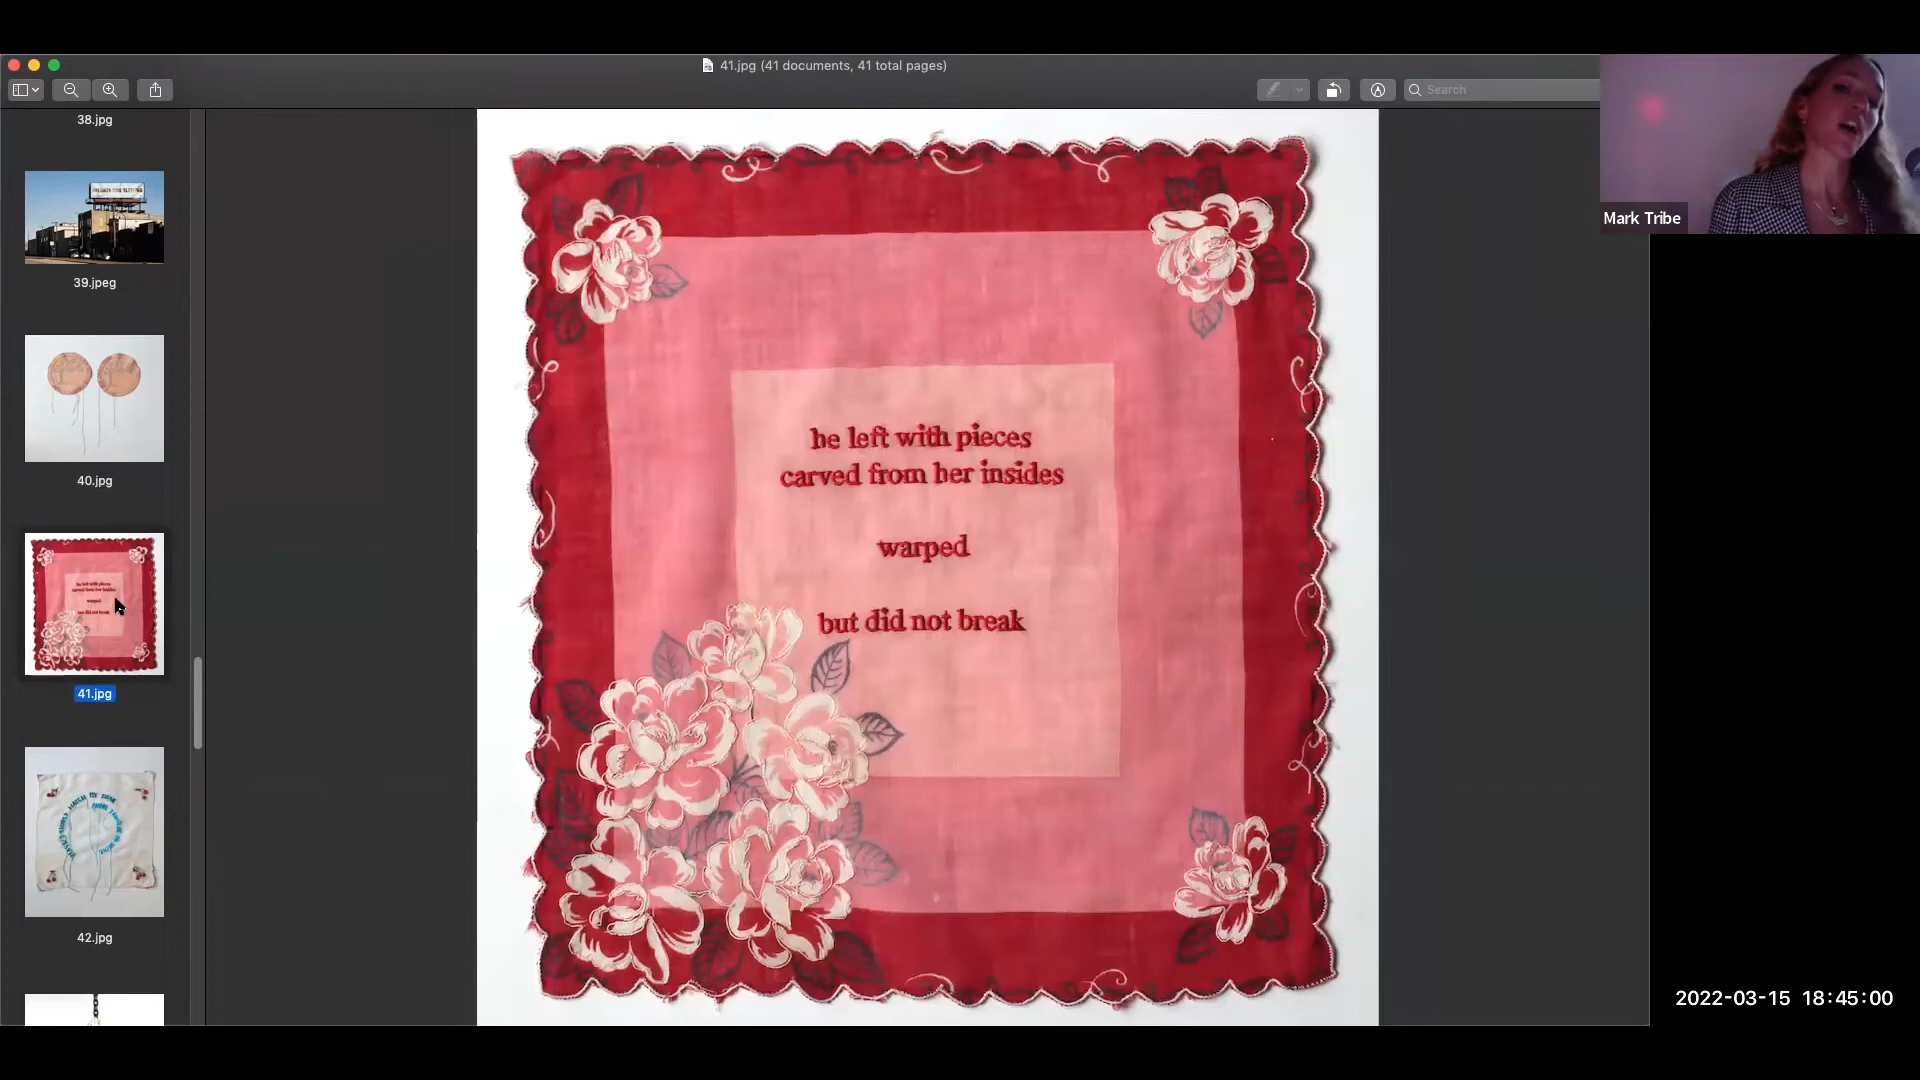 41.jpg (41 documents, 41 total pages)
Search
38.jpg
39.jpeg
40.jpg
41.jpg
42.jpg
he left with pieces
carved from her insides
warped
but did not break
Mark Tribe
2022-03-15 18:45:00